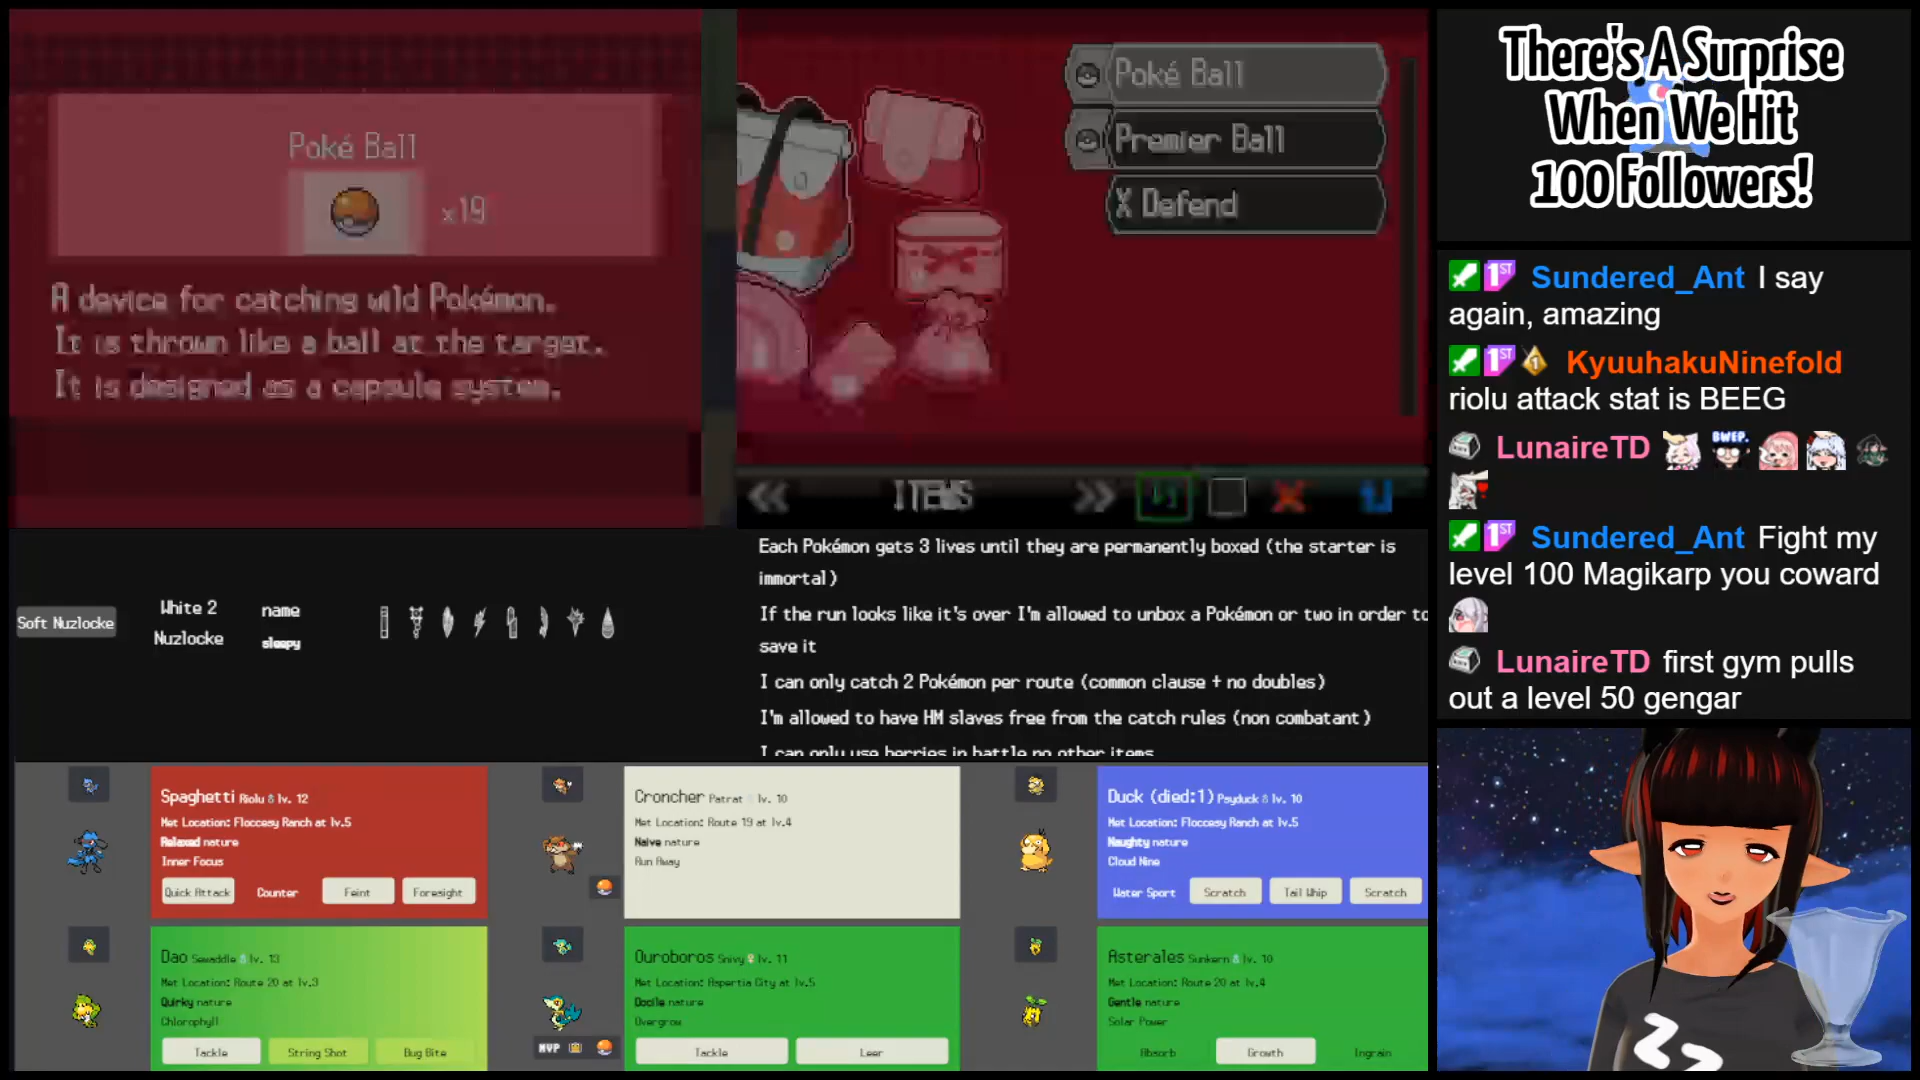 Poké Ball
x19
A device for catching wild Pokémon.
It is thrown like a ball at the target.
It is designed as a capsule system.
Poké Ball
Premier Ball
X Defend
ITEMS
There's A Surprise
When We Hit
100 Followers!
Sundered_Ant I say
again, amazing
KyuuhakuNinefold
riolu attack stat is BEEG
LunaireTD
BWEP.
Sundered_Ant Fight my
level 100 Magikarp you coward
LunaireTD first gym pulls
out a level 50 gengar
Soft Nuzlocke
White 2
Nuzlocke
name
sleepy
Each Pokémon gets 3 lives until they are permanently boxed (the starter is
immortal)
If the run looks like it's over I'm allowed to unbox a Pokémon or two in order to
save it
I can only catch 2 Pokémon per route (common clause + no doubles)
I'm allowed to have HM slaves free from the catch rules (non combatant)
I can only use berries in battle no other items
Spaghetti Riolu lv. 12
Met Location: Floccesy Ranch at lv.5
Relaxed nature
Inner Focus
Quick Attack Counter Feint Foresight
Croncher Patrat lv. 10
Met Location: Route 19 at lv.4
Naive nature
Run Away
Duck (died:1) Psyduck lv. 10
Met Location: Floccesy Ranch at lv.5
Naughty nature
Cloud Nine
Water Sport Scratch Tail Whip Scratch
Dao Sewaddle lv. 13
Met Location: Route 20 at lv.3
Quirky nature
Chlorophyll
Tackle String Shot Bug Bite
MVP
Ouroboros Snivy lv. 11
Met Location: Aspertia City at lv.5
Docile nature
Overgrow
Tackle Leer
Asterales Sunkern lv. 10
Met Location: Route 20 at lv.4
Gentle nature
Solar Power
Absorb Growth Ingrain